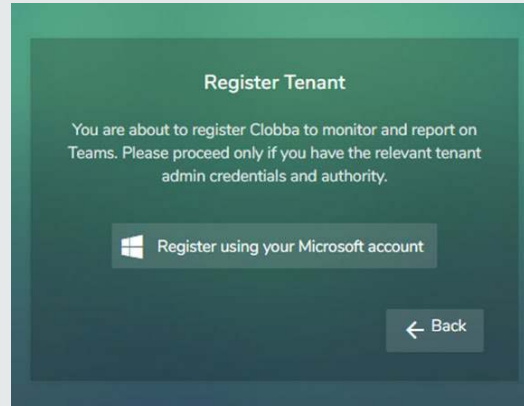 Register Tenant
You are about to register Clobba to monitor and report on
Teams. Please proceed only if you have the relevant tenant
admin credentials and authority.
Register using your Microsoft account
← Back